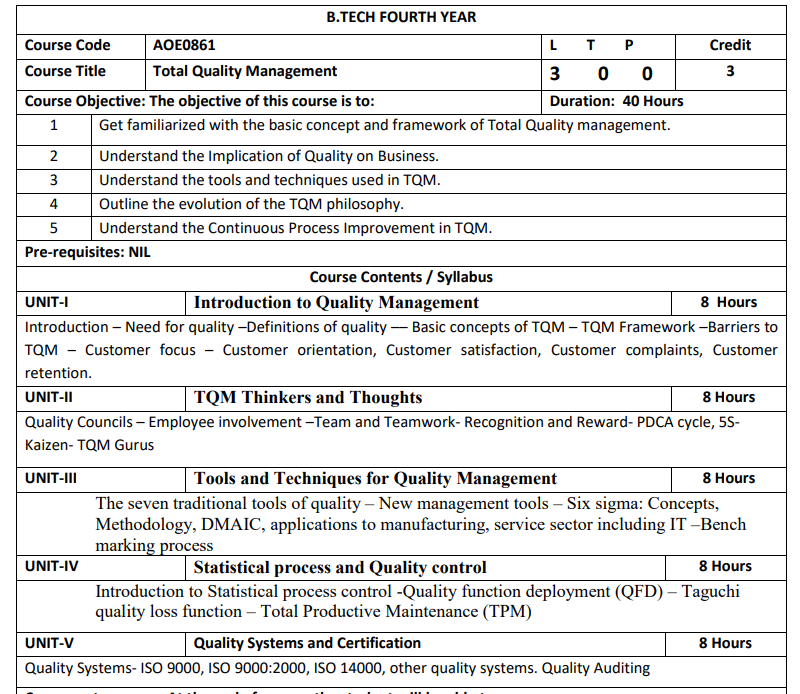 B.TECH FOURTH YEAR
Course Code AOE0861 L T P Credit
Course Title Total Quality Management 3 0 0 3
Course Objective: The objective of this course is to: Duration: 40 Hours
1 Get familiarized with the basic concept and framework of Total Quality management.
2 Understand the Implication of Quality on Business.
3 Understand the tools and techniques used in TQM.
4 Outline the evolution of the TQM philosophy.
5 Understand the Continuous Process Improvement in TQM.
Pre-requisites: NIL
Course Contents / Syllabus
UNIT-I Introduction to Quality Management 8 Hours
Introduction – Need for quality –Definitions of quality –– Basic concepts of TQM – TQM Framework –Barriers to
TQM – Customer focus – Customer orientation, Customer satisfaction, Customer complaints, Customer
retention.
UNIT-II TQM Thinkers and Thoughts 8 Hours
Quality Councils – Employee involvement –Team and Teamwork- Recognition and Reward- PDCA cycle, 5S-
Kaizen- TQM Gurus
UNIT-III Tools and Techniques for Quality Management 8 Hours
The seven traditional tools of quality – New management tools – Six sigma: Concepts,
Methodology, DMAIC, applications to manufacturing, service sector including IT –Bench
marking process
UNIT-IV Statistical process and Quality control 8 Hours
Introduction to Statistical process control -Quality function deployment (QFD) – Taguchi
quality loss function – Total Productive Maintenance (TPM)
UNIT-V Quality Systems and Certification 8 Hours
Quality Systems- ISO 9000, ISO 9000:2000, ISO 14000, other quality systems. Quality Auditing